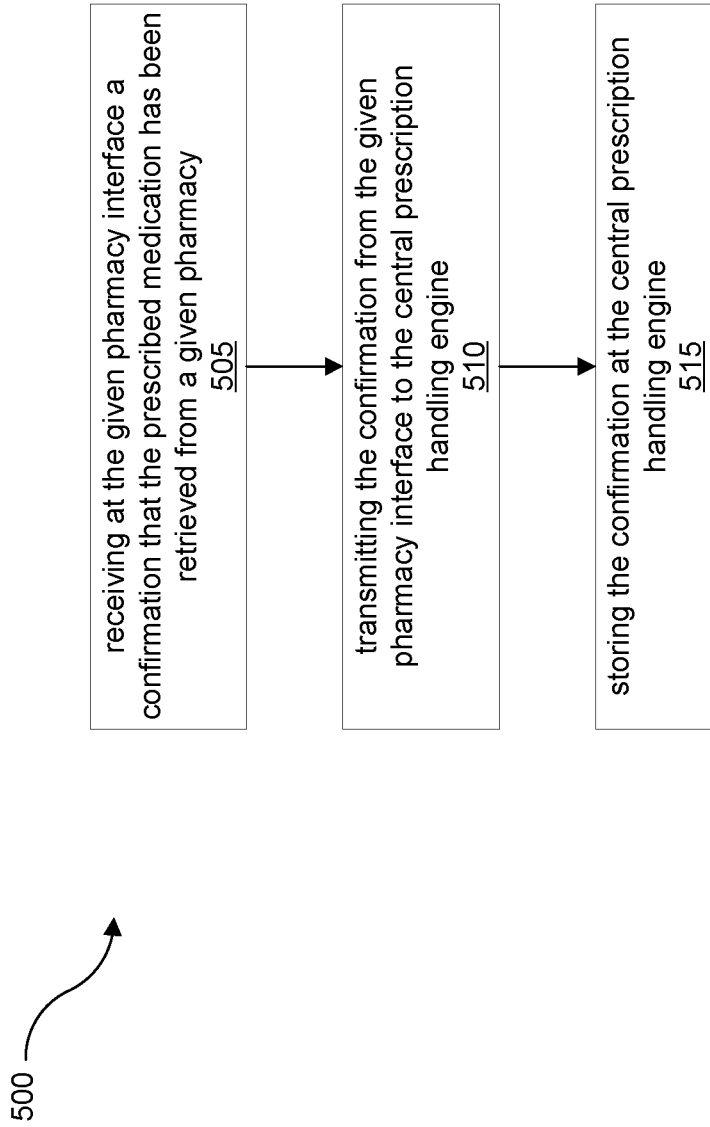 500
receiving at the given pharmacy interface a
confirmation that the prescribed medication has been
retrieved from a given pharmacy
505
transmitting the confirmation from the given
pharmacy interface to the central prescription
handling engine
510
storing the confirmation at the central prescription
handling engine
515